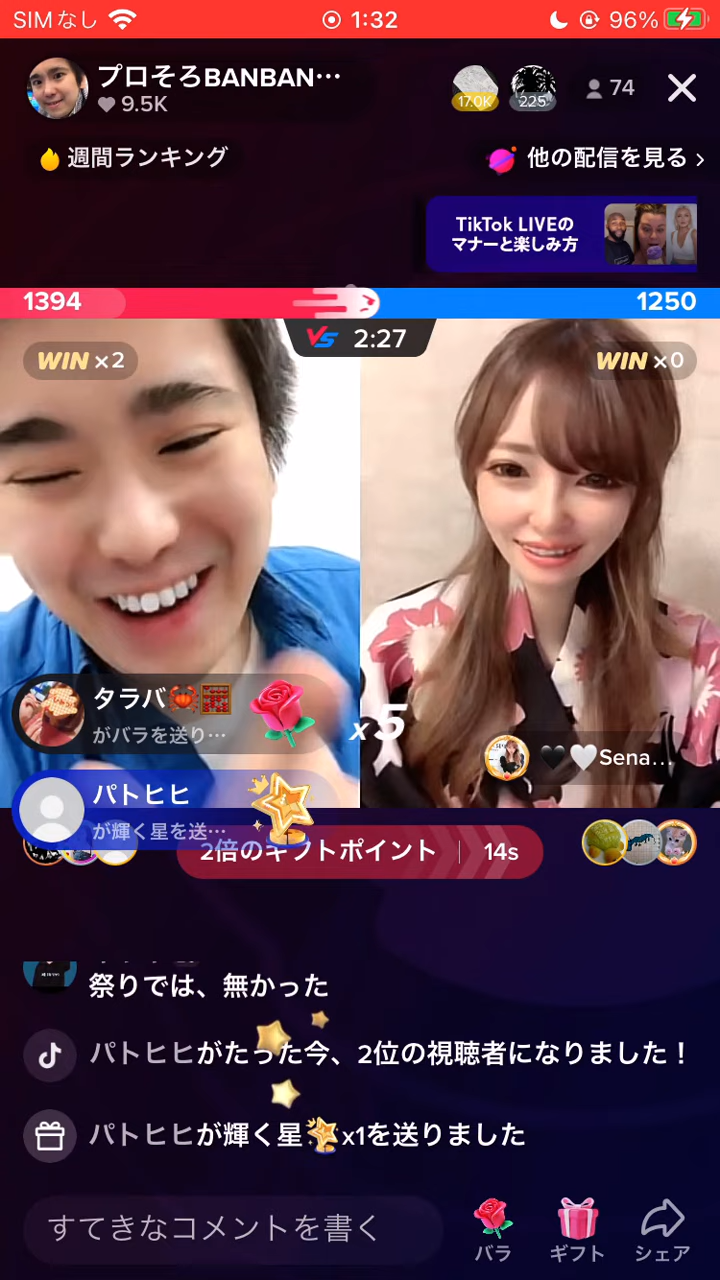 SIMなし 1:32 96%
プロそろBANBAN…
9.5K
17.0K 225 74
週間ランキング 他の配信を見る
TikTok LIVEの
マナーと楽しみ方
1394 1250
WIN x2 VS 2:27 WIN x0
タラバ
がバラを送り… x5
Sena…
パトヒヒ
が輝く星を送…
2倍のギフトポイント 14s
祭りでは、無かった
パトヒヒがたった今、2位の視聴者になりました！
パトヒヒが輝く星x1を送りました
すてきなコメントを書く
バラ ギフト シェア